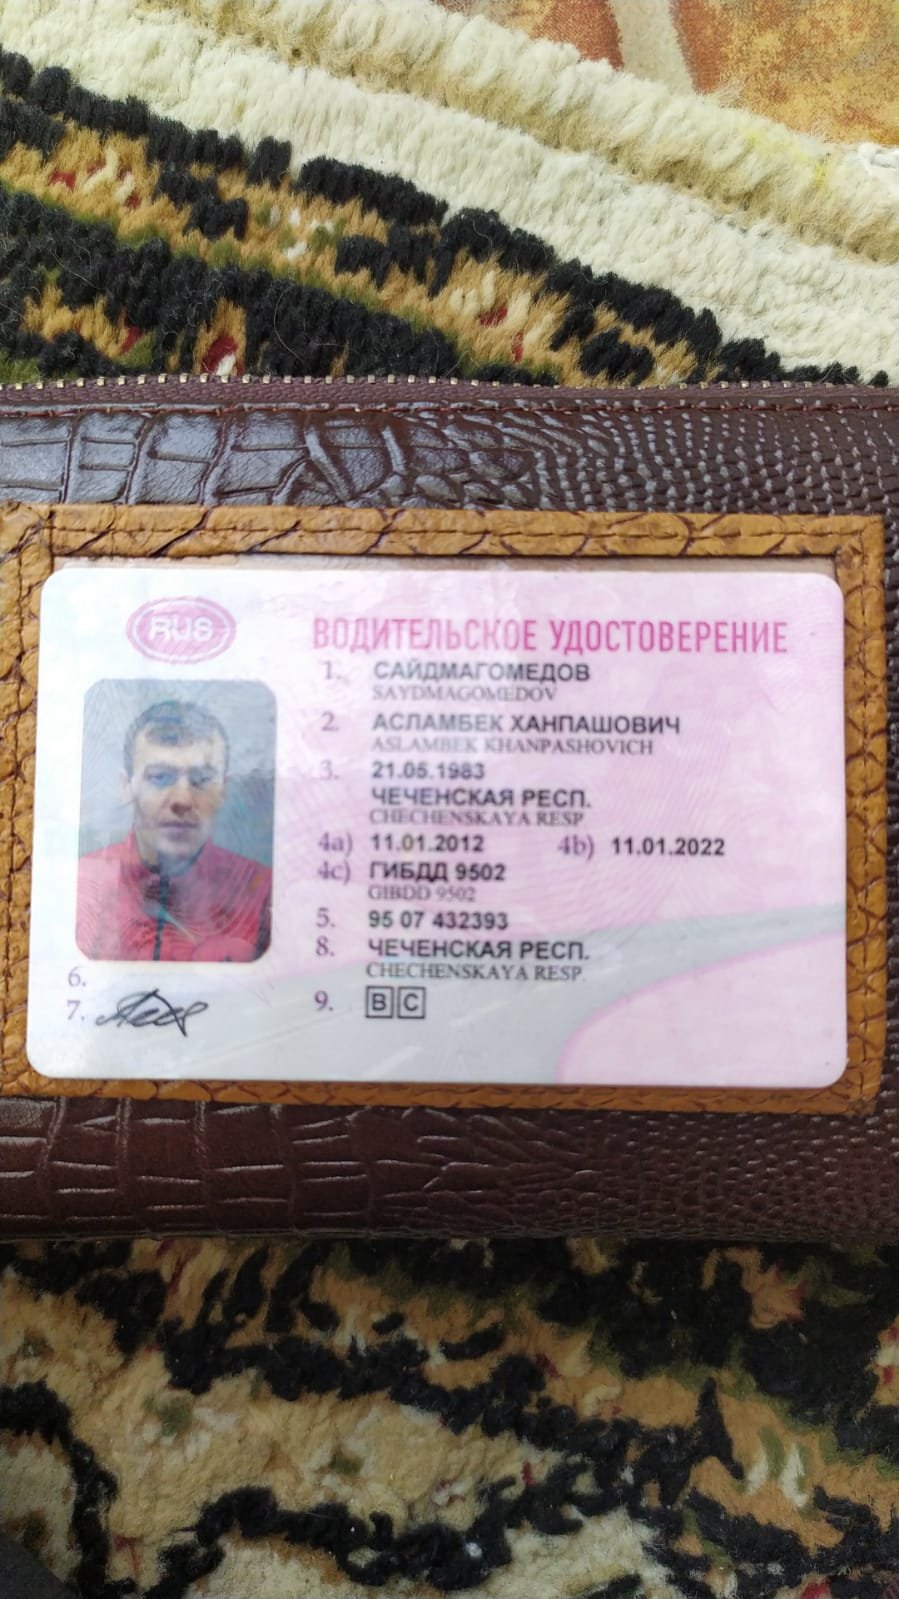 RUS
ВОДИТЕЛЬСКОЕ УДОСТОВЕРЕНИЕ
1. САЙДМАГОМЕДОВ
SAYDMAGOMEDOV
2. АСЛАМБЕК ХАНПАШОВИЧ
ASLAMBEK KHANPASHOVICH
3. 21.05.1983
ЧЕЧЕНСКАЯ РЕСП.
CHECHENSKAYA RESP
4a) 11.01.2012 4b) 11.01.2022
4c) ГИБДД 9502
GIBDD 9502
5. 95 07 432393
8. ЧЕЧЕНСКАЯ РЕСП.
CHECHENSKAYA RESP.
6.
7.
9. B C